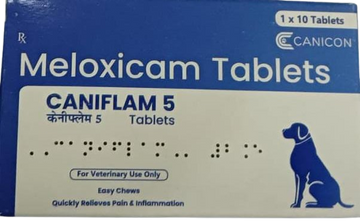 1 x 10 Tablets
Rx
CANICON
Meloxicam Tablets
CANIFLAM 5
केनीफ्लेम 5 Tablets
For Veterinary Use Only
Easy Chews
Quickly Relieves Pain & Inflammation